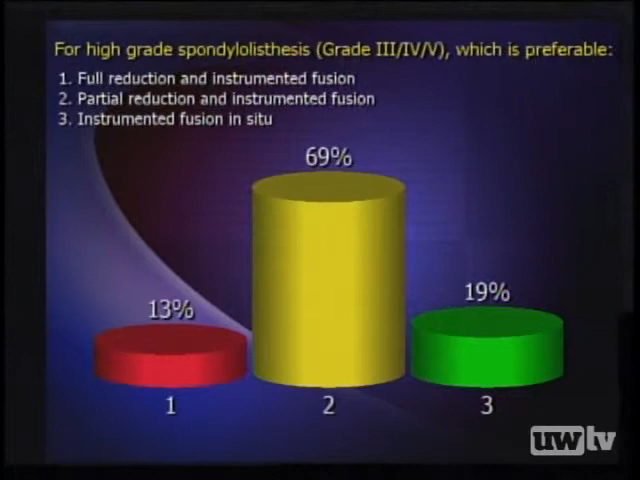 For high grade spondylolisthesis (Grade III/IV/V), which is preferable:
1. Full reduction and instrumented fusion
2. Partial reduction and instrumented fusion
3. Instrumented fusion in situ
69%
13%
19%
1
2
3
uwtv